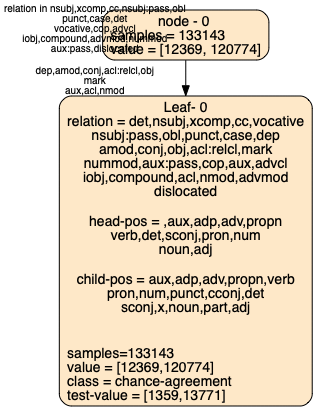 relation in nsubj,xcomp,cc,nsubj:pass,obl
punct,case,det
vocative,cop,advcl
iobj,compound,advmod,nummod
aux:pass,dislocated
node - 0
samples = 133143
value = [12369, 120774]
dep,amod,conj,acl:relcl,obj
mark
aux,acl,nmod
Leaf- 0
relation = det,nsubj,xcomp,cc,vocative
nsubj:pass,obl,punct,case,dep
amod,conj,obj,acl:relcl,mark
nummod,aux:pass,cop,aux,advcl
iobj,compound,acl,nmod,advmod
dislocated
head-pos = ,aux,adp,adv,propn
verb,det,sconj,pron,num
noun,adj
child-pos = aux,adp,adv,propn,verb
pron,num,punct,cconj,det
sconj,x,noun,part,adj
samples=133143
value = [12369,120774]
class = chance-agreement
test-value = [1359,13771]